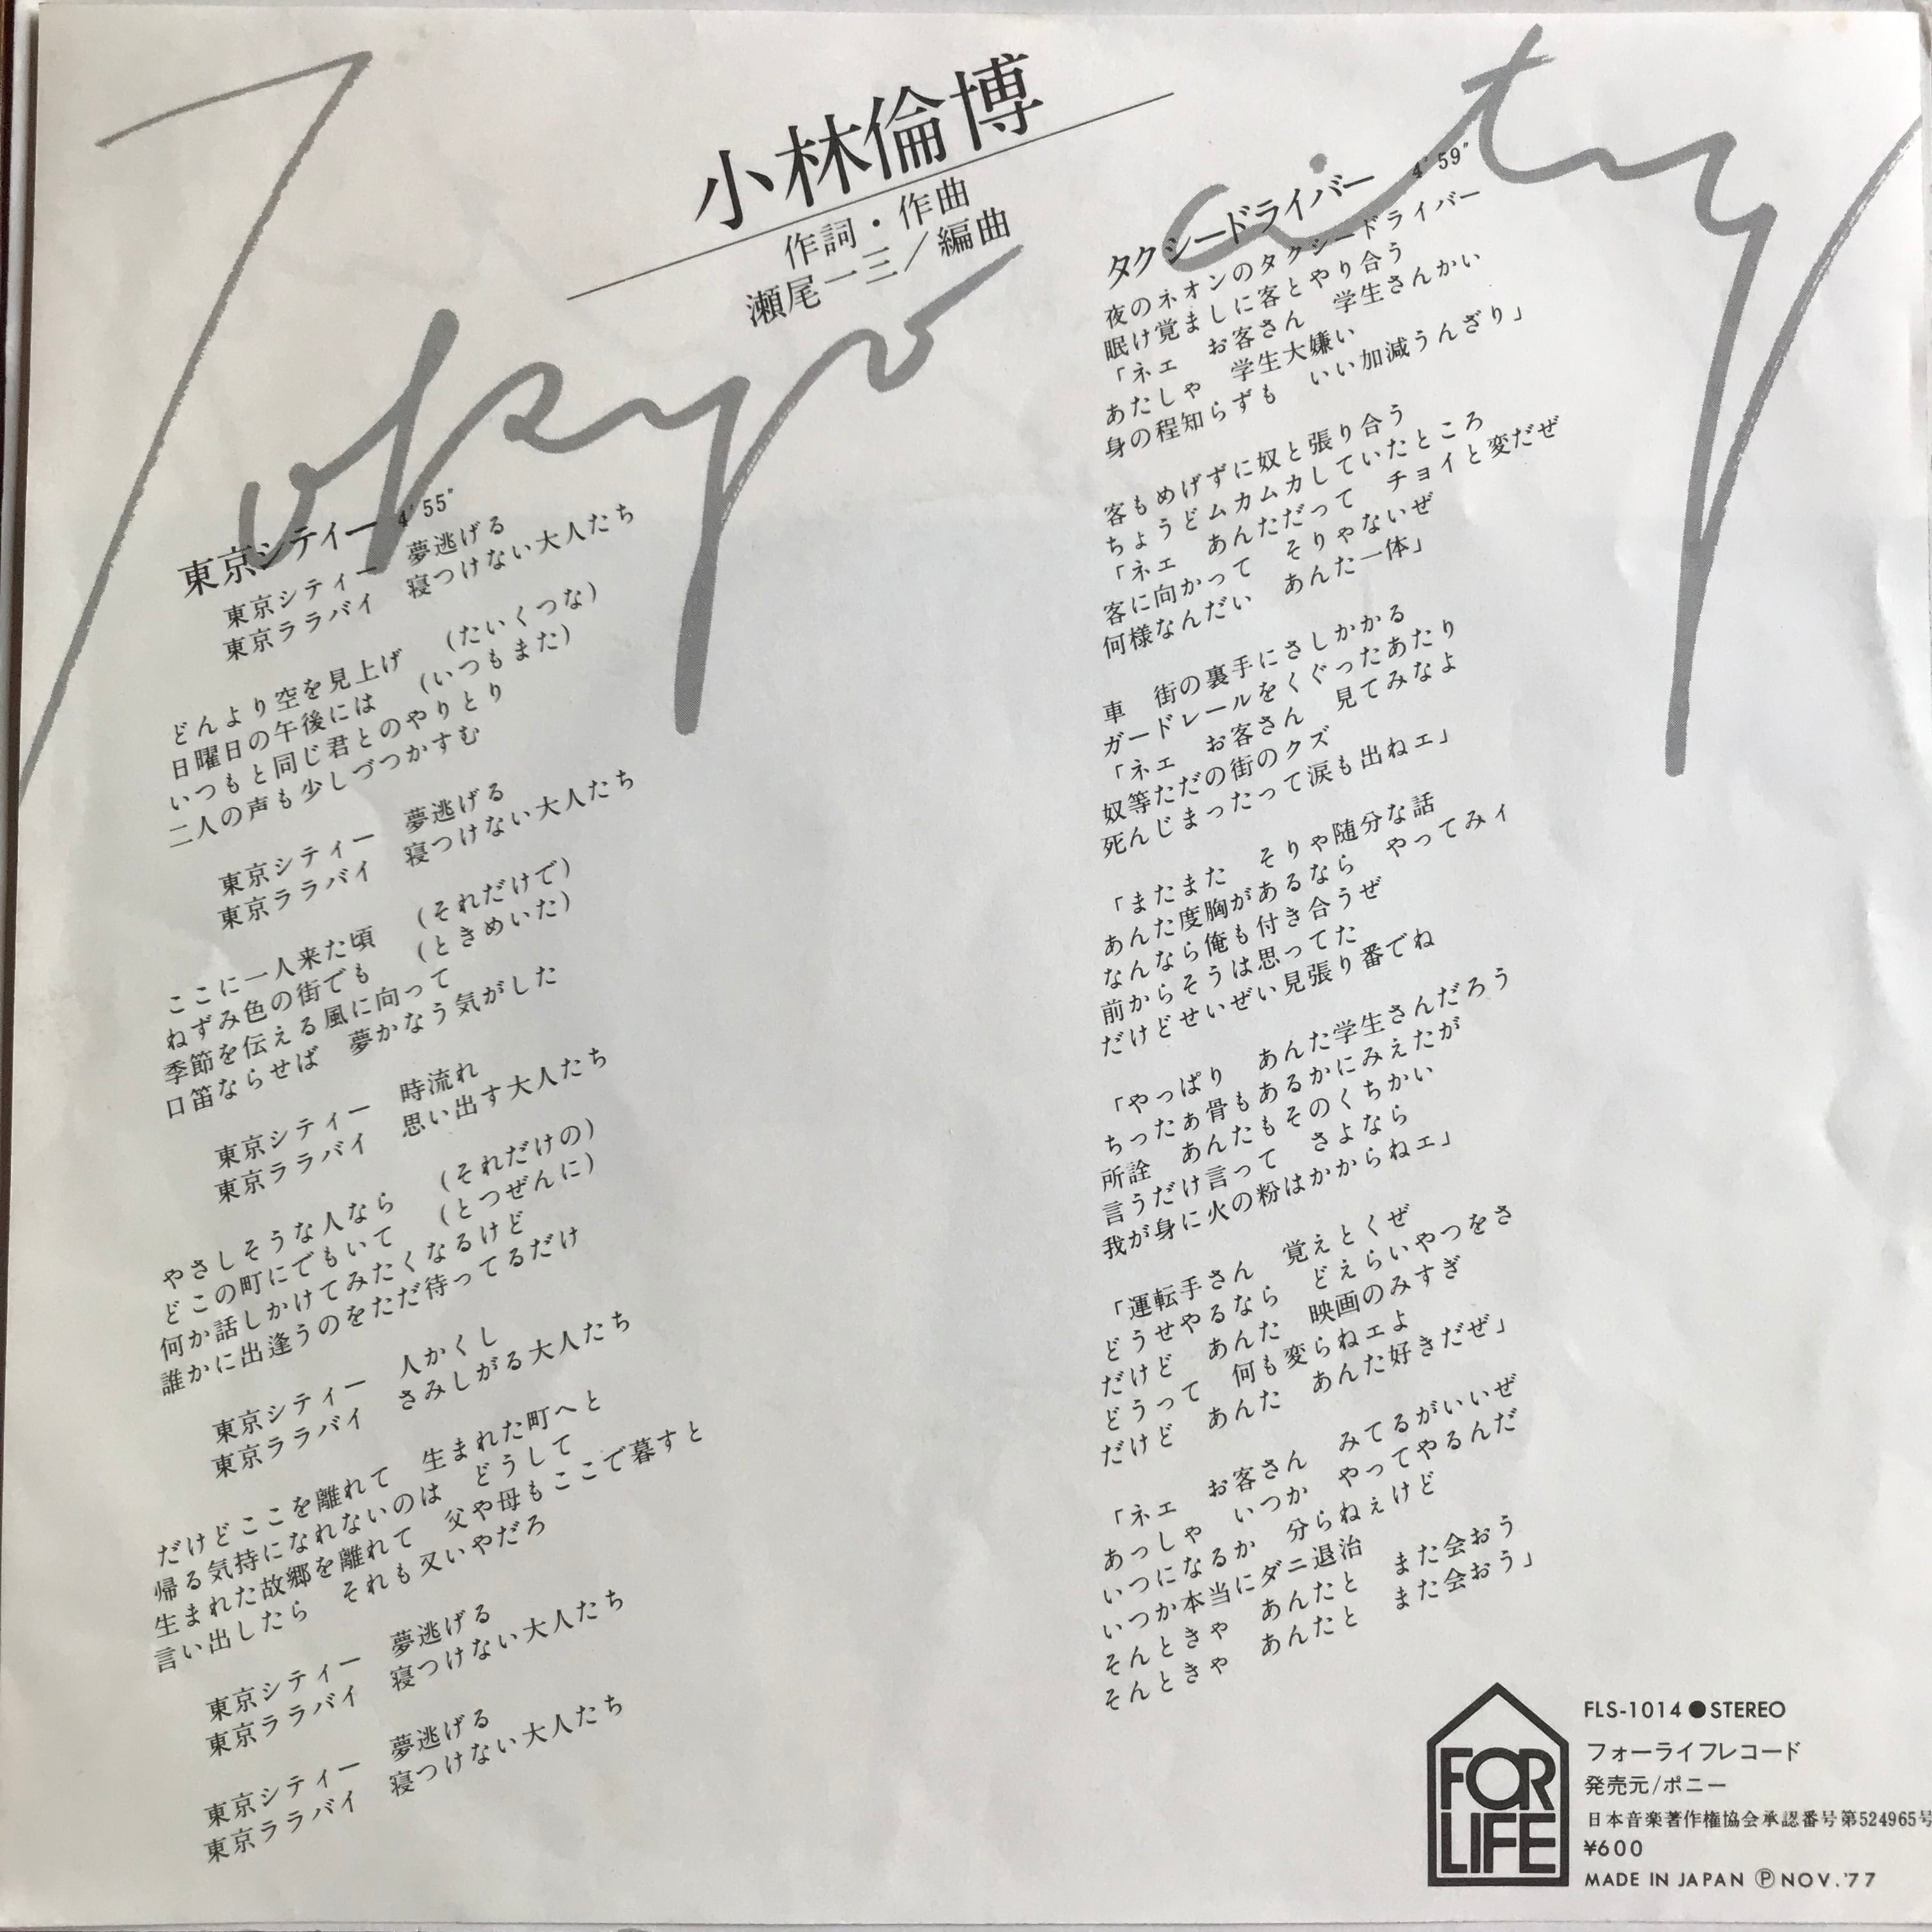 Tokyo city
小林倫博
作詞・作曲
瀬尾一三／編曲
東京シティー 4'55"
東京シティー 夢逃げる
東京ララバイ 寝つけない大人たち
どんより空を見上げ (たいくつな)
日曜日の午後には (いつもまた)
いつもと同じ君とのやりとり
二人の声も少しづつかすむ
東京シティー 夢逃げる
東京ララバイ 寝つけない大人たち
ここに一人来た頃 (それだけで)
ねずみ色の街でも (ときめいた)
季節を伝える風に向って
口笛ならせば 夢かなう気がした
東京シティー 時流れ
東京ララバイ 思い出す大人たち
やさしそうな人なら (それだけの)
どこの町にでもいて (とつぜんに)
何か話しかけてみたくなるけど
誰かに出逢うのをただ待ってるだけ
東京シティー 人かくし
東京ララバイ さみしがる大人たち
だけどここを離れて 生まれた町へと
帰る気持になれないのは どうして
生まれた故郷を離れて 父や母もここで暮すと
言い出したら それも又いやだろ
東京シティー 夢逃げる
東京ララバイ 寝つけない大人たち
東京シティー 夢逃げる
東京ララバイ 寝つけない大人たち
タクシードライバー 4'59"
夜のネオンのタクシードライバー
眠け覚ましに客とやり合う
「ネェ お客さん 学生さんかい
あたしゃ 学生大嫌い
身の程知らずも いい加減うんざり」
客もめげずに奴と張り合う
ちょうどムカムカしていたところ
「ネェ あんただって チョイと変だぜ
客に向かって そりゃないぜ
何様なんだい あんた一体」
車 街の裏手にさしかかる
ガードレールをくぐったあたり
「ネェ お客さん 見てみなよ
奴等ただの街のクズ
死んじまったって涙も出ねェ」
「またまた そりゃ随分な話
あんた度胸があるなら やってみィ
なんなら俺も付き合うぜ
前からそうは思ってた
だけどせいぜい見張り番でね
「やっぱり あんた学生さんだろう
ちったぁ骨もあるかにみえたが
所詮 あんたもそのくちかい
言うだけ言って さよなら
我が身に火の粉はかからねェ」
「運転手さん 覚えとくぜ
どうせやるなら どえらいやつをさ
だけど あんた 映画のみすぎ
どうって 何も変らねェよ
だけど あんた あんた好きだぜ」
「ネェ お客さん みてるがいいぜ
あっしゃ いつか やってやるんだ
いつになるか 分らねぇけど
いつか本当にダニ退治
そんときゃ あんたと また会おう
そんときゃ あんたと また会おう」
FOR LIFE
FLS-1014●STEREO
フォーライフレコード
発売元/ポニー
日本音楽著作権協会承認番号第524965号
¥600
MADE IN JAPAN ℗NOV.'77